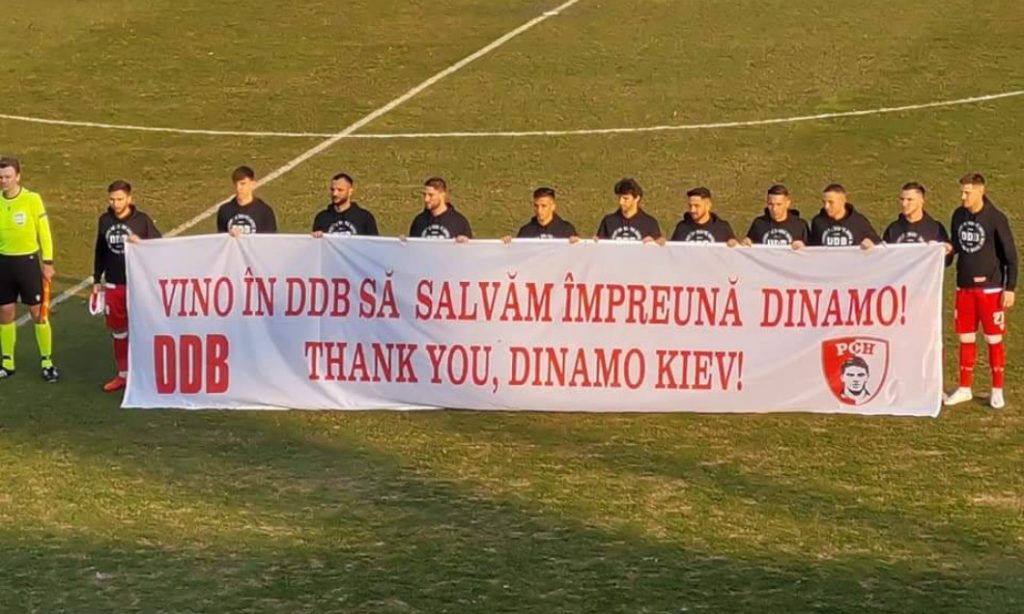 VINO ÎN DDB SĂ SALVĂM ÎMPREUNĂ DINAMO!
DDB
THANK YOU, DINAMO KIEV!
PCH